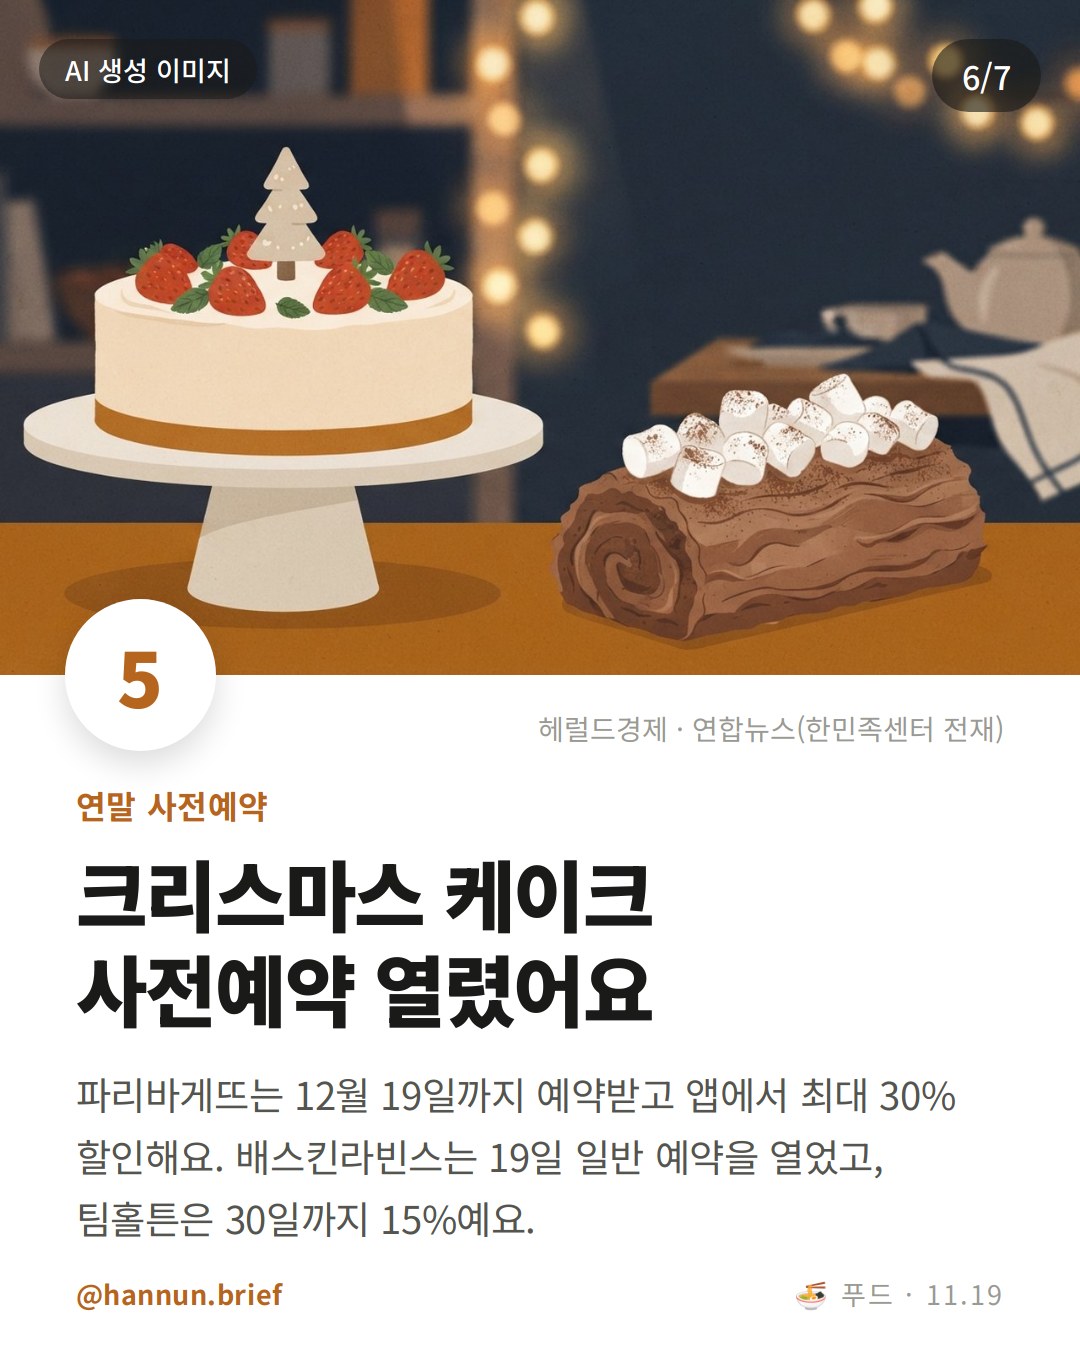 AI 생성 이미지
6/7
5
헤럴드경제 · 연합뉴스(한민족센터 전재)
연말 사전예약
크리스마스 케이크
사전예약 열렸어요
파리바게뜨는 12월 19일까지 예약받고 앱에서 최대 30%
할인해요. 배스킨라빈스는 19일 일반 예약을 열었고,
팀홀튼은 30일까지 15%예요.
@hannun.brief
푸드 · 11.19